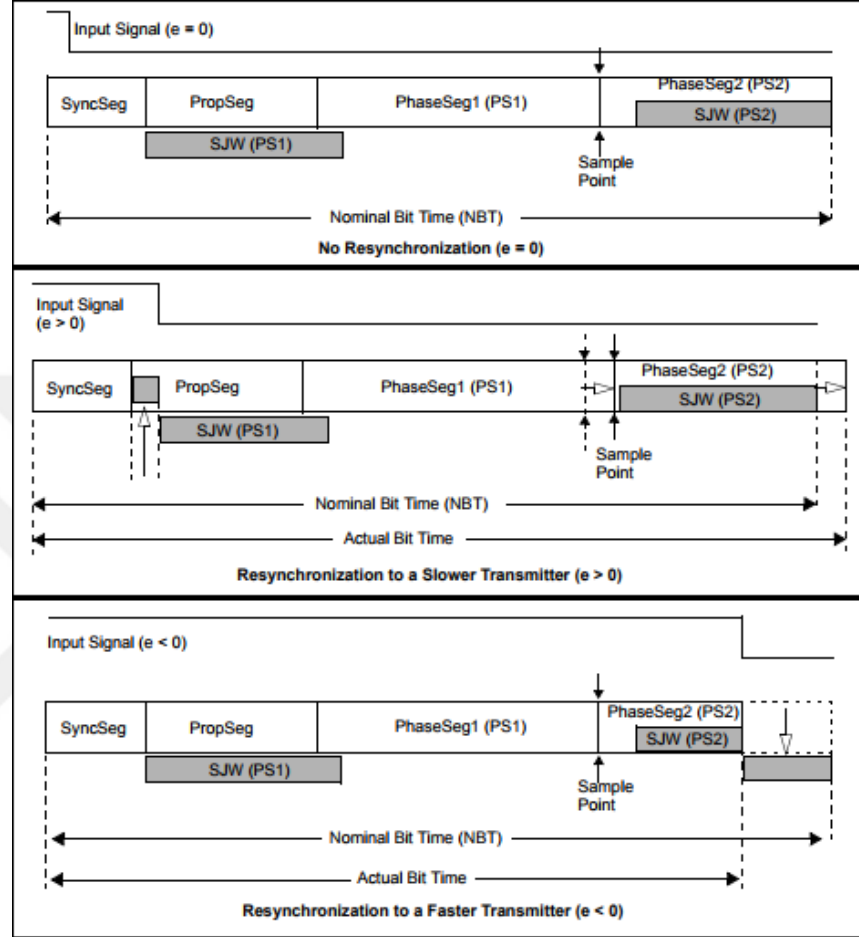 Input Signal (e = 0)
PhaseSeg2 (PS2)
SyncSeg PropSeg PhaseSeg1 (PS1)
SJW (PS2)
SJW (PS1)
Sample
Point
Nominal Bit Time (NBT)
No Resynchronization (e = 0)
Input Signal
(e > 0)
PhaseSeg2 (PS2)
SyncSeg PropSeg PhaseSeg1 (PS1)
SJW (PS2)
SJW (PS1)
Sample
Point
Nominal Bit Time (NBT)
Actual Bit Time
Resynchronization to a Slower Transmitter (e > 0)
Input Signal (e < 0)
PhaseSeg2 (PS2)
SyncSeg PropSeg PhaseSeg1 (PS1)
SJW (PS2)
SJW (PS1)
Sample
Point
Nominal Bit Time (NBT)
Actual Bit Time
Resynchronization to a Faster Transmitter (e < 0)